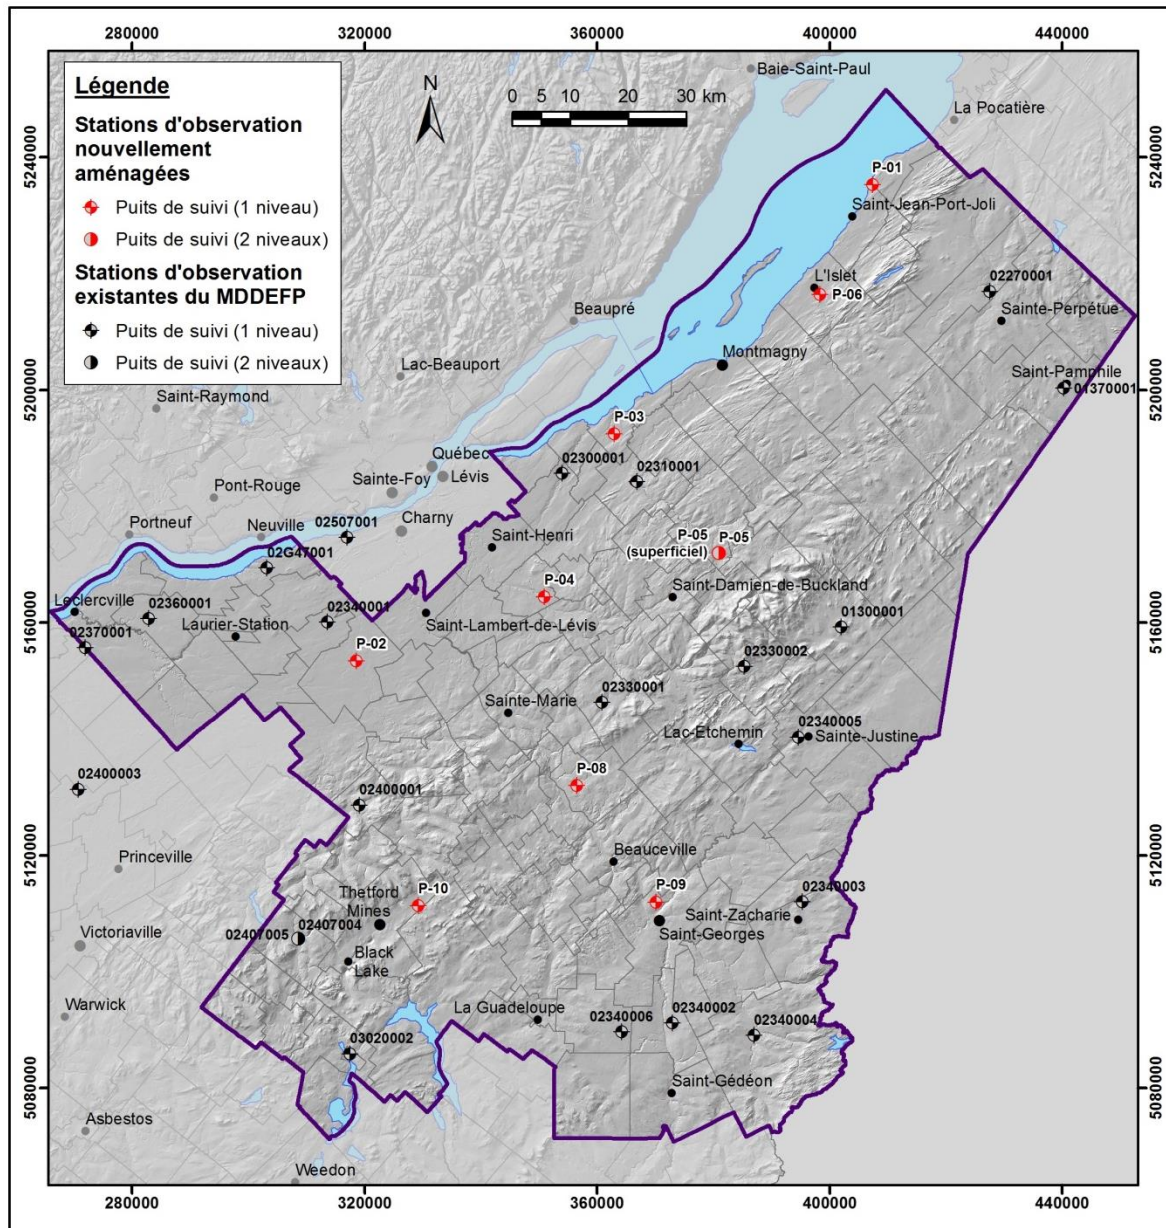 280000 320000 360000 400000 440000
Légende
Stations d'observation
nouvellement
aménagées
Puits de suivi (1 niveau)
Puits de suivi (2 niveaux)
Stations d'observation
existantes du MDDEFP
Puits de suivi (1 niveau)
Puits de suivi (2 niveaux)
N
0 5 10 20 30 km
Baie-Saint-Paul
La Pocatière
5240000
5240000
P-01
Saint-Jean-Port-Joli
L'Islet
P-06
02270001
Sainte-Perpétue
Beaupré
Montmagny
Lac-Beauport
Saint-Pamphile
01370001
5200000
5200000
Saint-Raymond
P-03
Québec
02300001
02310001
Sainte-Foy
Lévis
Pont-Rouge
Portneuf
Neuville
02507001
Charny
Saint-Henri
P-05
(superficiel)
P-05
02G47001
P-04
Saint-Damien-de-Buckland
Leclercville
02360001
02340001
Saint-Lambert-de-Lévis
01300001
5160000
5160000
Laurier-Station
02370001
P-02
02330002
Sainte-Marie
02330001
Lac-Etchemin
02340005
Sainte-Justine
02400003
P-08
02400001
5120000
5120000
Princeville
Beauceville
Thetford
Mines
P-10
P-09
02340003
Saint-Zacharie
Saint-Georges
02407005
02407004
Victoriaville
Black
Lake
Warwick
La Guadeloupe
02340006
02340002
02340004
03020002
5080000
5080000
Saint-Gédéon
Asbestos
Weedon
280000 320000 360000 400000 440000